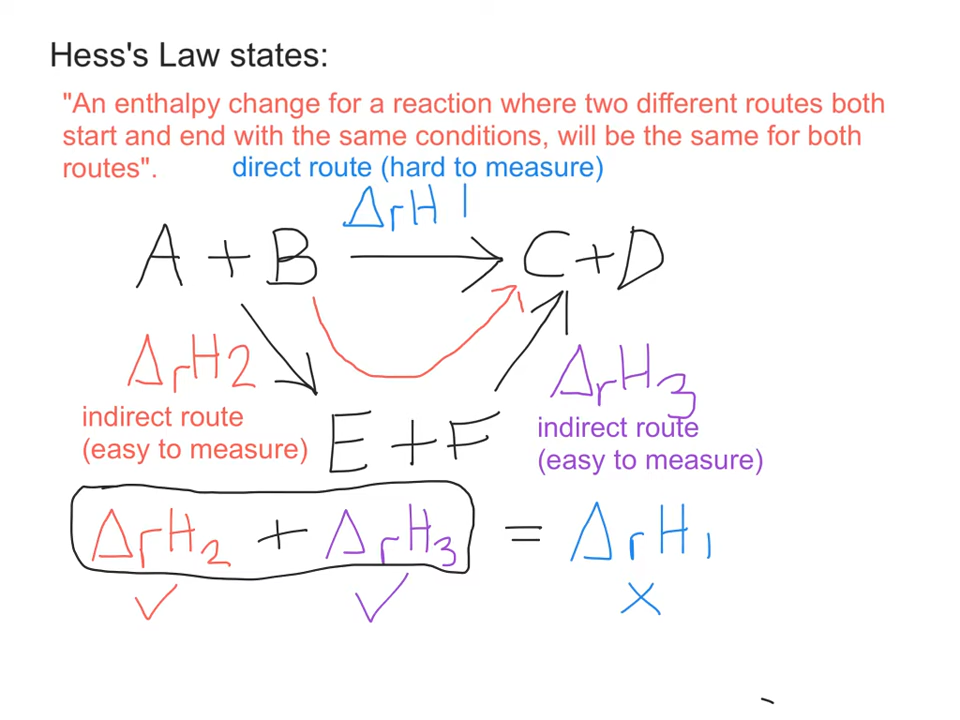 Hess's Law states:
"An enthalpy change for a reaction where two different routes both
start and end with the same conditions, will be the same for both
routes".
direct route (hard to measure)
ΔrH1
A + B → C + D
ΔrH2
ΔrH3
indirect route
(easy to measure)
E + F
indirect route
(easy to measure)
ΔrH2 + ΔrH3 = ΔrH1
✓ ✓ ×